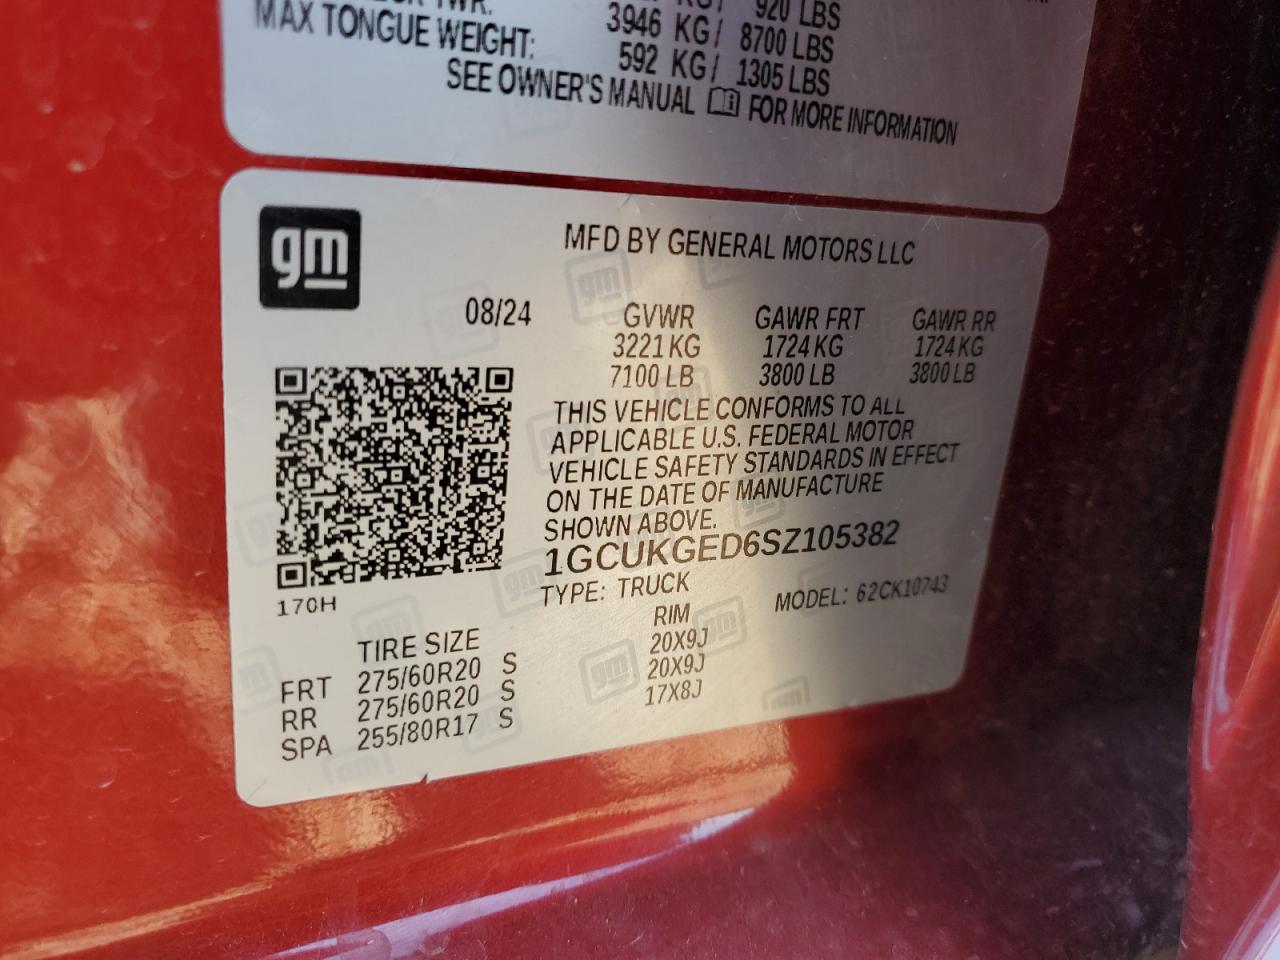 920 LBS
3946 KG / 8700 LBS
MAX TONGUE WEIGHT: 592 KG / 1305 LBS
SEE OWNER'S MANUAL FOR MORE INFORMATION
gm
MFD BY GENERAL MOTORS LLC
08/24
GVWR GAWR FRT GAWR RR
3221 KG 1724 KG 1724 KG
7100 LB 3800 LB 3800 LB
THIS VEHICLE CONFORMS TO ALL
APPLICABLE U.S. FEDERAL MOTOR
VEHICLE SAFETY STANDARDS IN EFFECT
ON THE DATE OF MANUFACTURE
SHOWN ABOVE.
1GCUKGED6SZ105382
TYPE: TRUCK MODEL: 62CK10743
170H
TIRE SIZE RIM
FRT 275/60R20 S 20X9J
RR 275/60R20 S 20X9J
SPA 255/80R17 S 17X8J